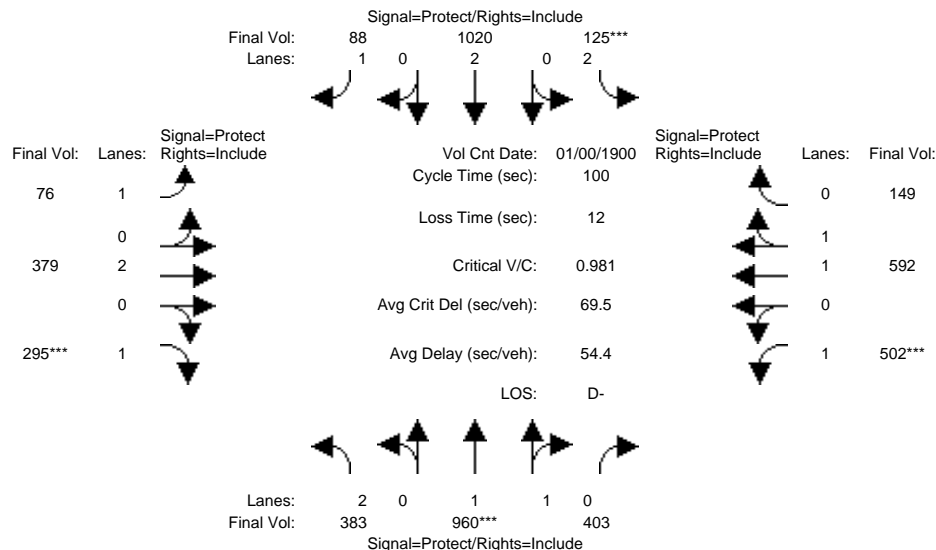 Signal=Protect/Rights=Include
Final Vol: 88 1020 125***
Lanes: 1 0 2 0 2
Signal=Protect
Final Vol: Lanes: Rights=Include
Vol Cnt Date: 01/00/1900
Signal=Protect
Rights=Include Lanes: Final Vol:
Cycle Time (sec): 100
76 1
0 149
Loss Time (sec): 12
0
1
379 2
Critical V/C: 0.981
1 592
0
Avg Crit Del (sec/veh): 69.5
0
295*** 1
Avg Delay (sec/veh): 54.4
1 502***
LOS: D-
Lanes: 2 0 1 1 0
Final Vol: 383 960*** 403
Signal=Protect/Rights=Include